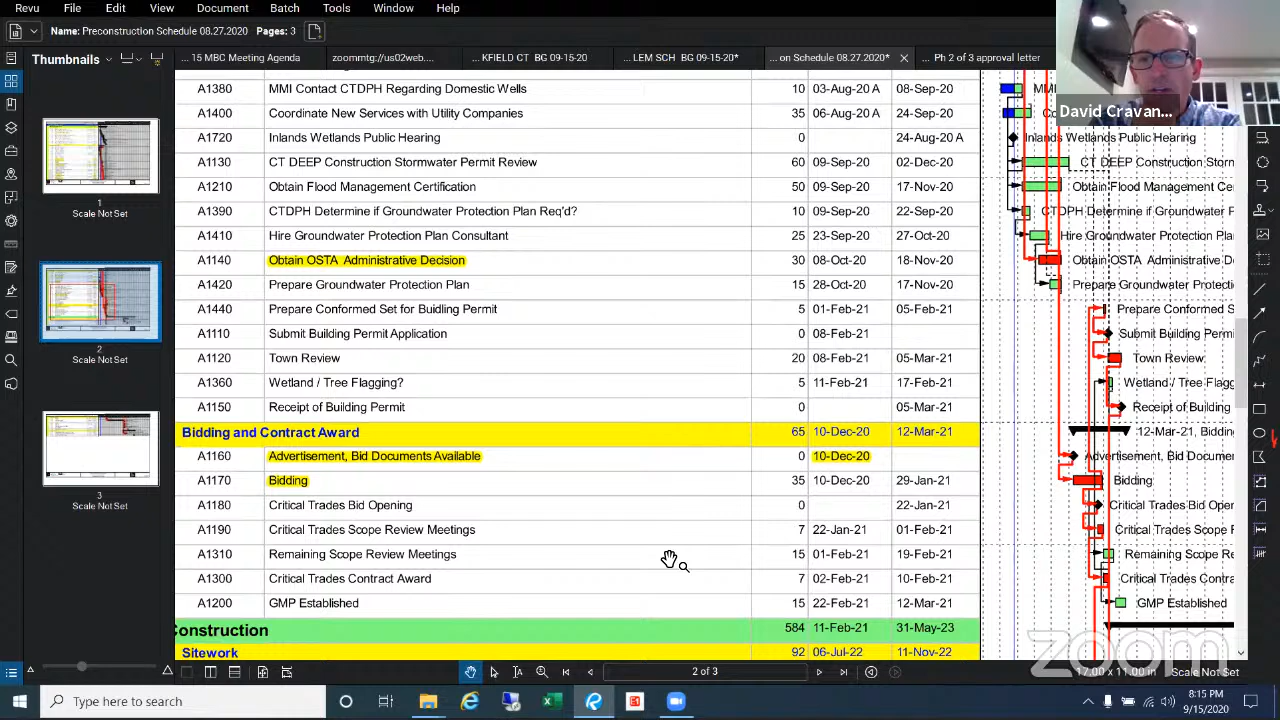 Revu File Edit View Document Batch Tools Window Help
Name: Preconstruction Schedule 08.27.2020 Pages: 3
Thumbnails
15 MBC Meeting Agenda
zoommtg://us02web....
...FIELD CT BG 09-15-20
LEM SCH BG 09-15-20*
... on Schedule 08.27.2020*
Ph 2 of 3 approval letter
David Cravan...
A1380 MMI Contact CTDPH Regarding Domestic Wells 10 03-Aug-20 A 08-Sep-20
A1400 Coordinate New Services with Utility Companies 35 06-Aug-20 A 24-Sep-20
A1720 Inlands Wetlands Public Hearing 0 24-Aug-20 A Inlands Wetlands Public Hearing
A1130 CT DEEP Construction Stormwater Permit Review 60 09-Sep-20 02-Dec-20 CT DEEP Construction Storm
A1210 Obtain Flood Management Certification 50 09-Sep-20 17-Nov-20 Obtain Flood Management Ce
A1390 CTDPH Determine if Groundwater Protection Plan Req'd? 10 09-Sep-20 22-Sep-20 CTDPH Determine if Groundwater P
A1410 Hire Groundwater Protection Plan Consultant 25 23-Sep-20 27-Oct-20 Hire Groundwater Protection Pla
A1140 Obtain OSTA Administrative Decision 30 08-Oct-20 18-Nov-20 Obtain OSTA Administrative De
A1420 Prepare Groundwater Protection Plan 15 28-Oct-20 17-Nov-20 Prepare Groundwater Protecti
A1440 Prepare Conformed Set for Buidling Permit 5 01-Feb-21 05-Feb-21 Prepare Conformed S
A1110 Submit Building Permit Application 0 08-Feb-21 Submit Building Perm
A1120 Town Review 20 08-Feb-21 05-Mar-21 Town Review
A1360 Wetland / Tree Flagging? 5 11-Feb-21 17-Feb-21 Wetland / Tree Flagg
A1150 Receipt of Building Permit 0 05-Mar-21 Receipt of Building
Bidding and Contract Award 65 10-Dec-20 12-Mar-21 12-Mar-21, Biddin
A1160 Advertisement, Bid Documents Available 0 10-Dec-20 Advertisement, Bid Documen
A1170 Bidding 35 10-Dec-20 29-Jan-21 Bidding
A1180 Critical Trades Bid Opening 0 22-Jan-21 Critical Trades Bid Oper
A1190 Critical Trades Scope Review Meetings 7 22-Jan-21 01-Feb-21 Critical Trades Scope
A1310 Remaining Scope Review Meetings 15 01-Feb-21 19-Feb-21 Remaining Scope Re
A1300 Critical Trades Contract Award 7 02-Feb-21 10-Feb-21 Critical Trades Contra
A1200 GMP Established 15 22-Feb-21 12-Mar-21 GMP Established
Construction 584 11-Feb-21 31-May
Sitework 92 06-Jul-22 11-Nov-22
1
Scale Not Set
2
Scale Not Set
3
Scale Not Set
zoom
2 of 3
17.00 x 11.00 in Scale Not Set
Type here to search
8:15 PM
9/15/2020